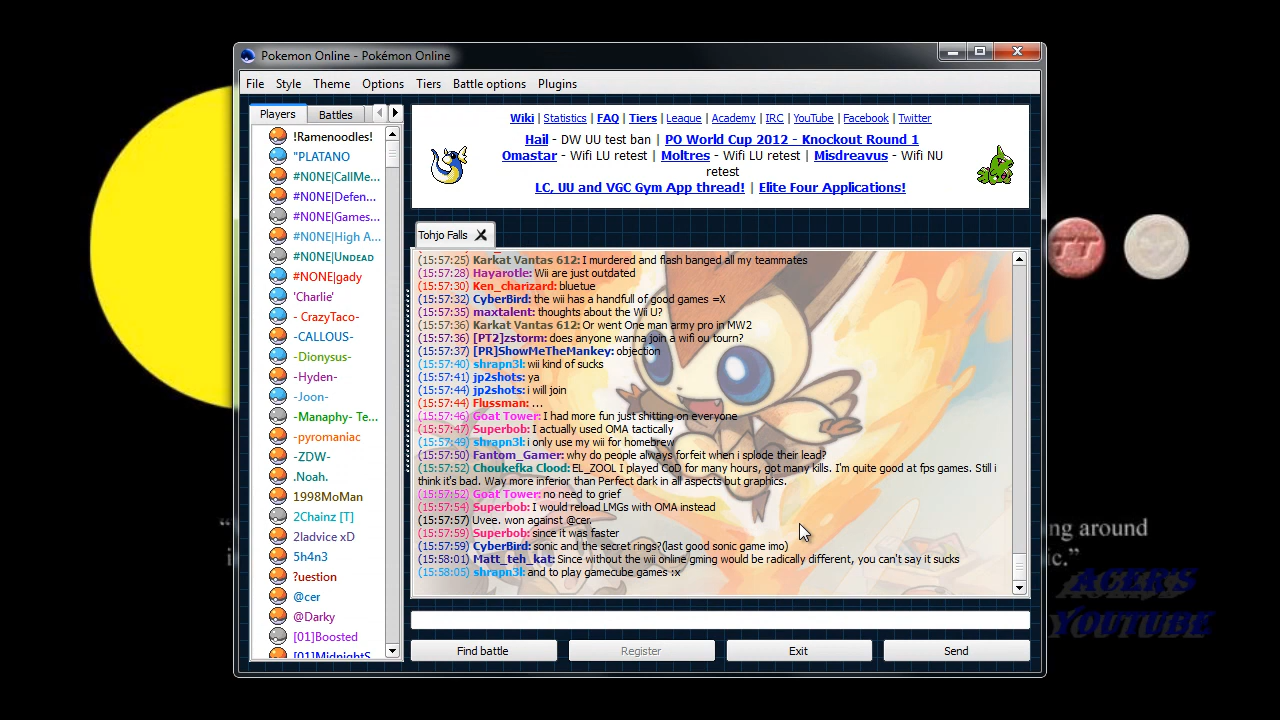 Pokemon Online - Pokémon Online
File Style Theme Options Tiers Battle options Plugins
Players Battles
!Ramenoodles!
"PLATANO
#N0NE|CallMe...
#N0NE|Defen...
#N0NE|Games...
#N0NE|High A...
#N0NE|Undead
#NONE|gady
'Charlie'
- CrazyTaco-
-CALLOUS-
-Dionysus-
-Hyden-
-Joon-
-Manaphy- Te...
-pyromaniac
-ZDW-
.Noah.
1998MoMan
2Chainz [T]
2ladvice xD
5h4n3
?uestion
@cer
@Darky
[01]Boosted
[01]MidnightS...
Wiki | Statistics | FAQ | Tiers | League | Academy | IRC | YouTube | Facebook | Twitter
Hail - DW UU test ban | PO World Cup 2012 - Knockout Round 1
Omastar - Wifi LU retest | Moltres - Wifi LU retest | Misdreavus - Wifi NU
retest
LC, UU and VGC Gym App thread! | Elite Four Applications!
Tohjo Falls
(15:57:25) Karkat Vantas 612: I murdered and flash banged all my teammates
(15:57:28) Hayarotle: Wii are just outdated
(15:57:30) Ken_charizard: bluetue
(15:57:32) CyberBird: the wii has a handfull of good games =X
(15:57:35) maxtalent: thoughts about the Wii U?
(15:57:36) Karkat Vantas 612: Or went One man army pro in MW2
(15:57:36) [PT2]zstorm: does anyone wanna join a wifi ou tourn?
(15:57:37) [PR]ShowMeTheMankey: objection
(15:57:40) shrapn3l: wii kind of sucks
(15:57:41) jp2shots: ya
(15:57:44) jp2shots: i will join
(15:57:44) Flussman: ...
(15:57:46) Goat Tower: I had more fun just shitting on everyone
(15:57:47) Superbob: I actually used OMA tactically
(15:57:49) shrapn3l: i only use my wii for homebrew
(15:57:50) Fantom_Gamer: why do people always forfeit when i splode their lead?
(15:57:52) Choukefka Clood: EL_ZOOL I played CoD for many hours, got many kills. I'm quite good at fps games. Still i
think it's bad. Way more inferior than Perfect dark in all aspects but graphics.
(15:57:52) Goat Tower: no need to grief
(15:57:54) Superbob: I would reload LMGs with OMA instead
(15:57:57) Uvee. won against @cer.
(15:57:59) Superbob: since it was faster
(15:57:59) CyberBird: sonic and the secret rings?(last good sonic game imo)
(15:58:01) Matt_teh_kat: Since without the wii online gming would be radically different, you can't say it sucks
(15:58:05) shrapn3l: and to play gamecube games :x
Find battle Register Exit Send
TT
ng around
ic.”
ACER'S
YOUTUBE